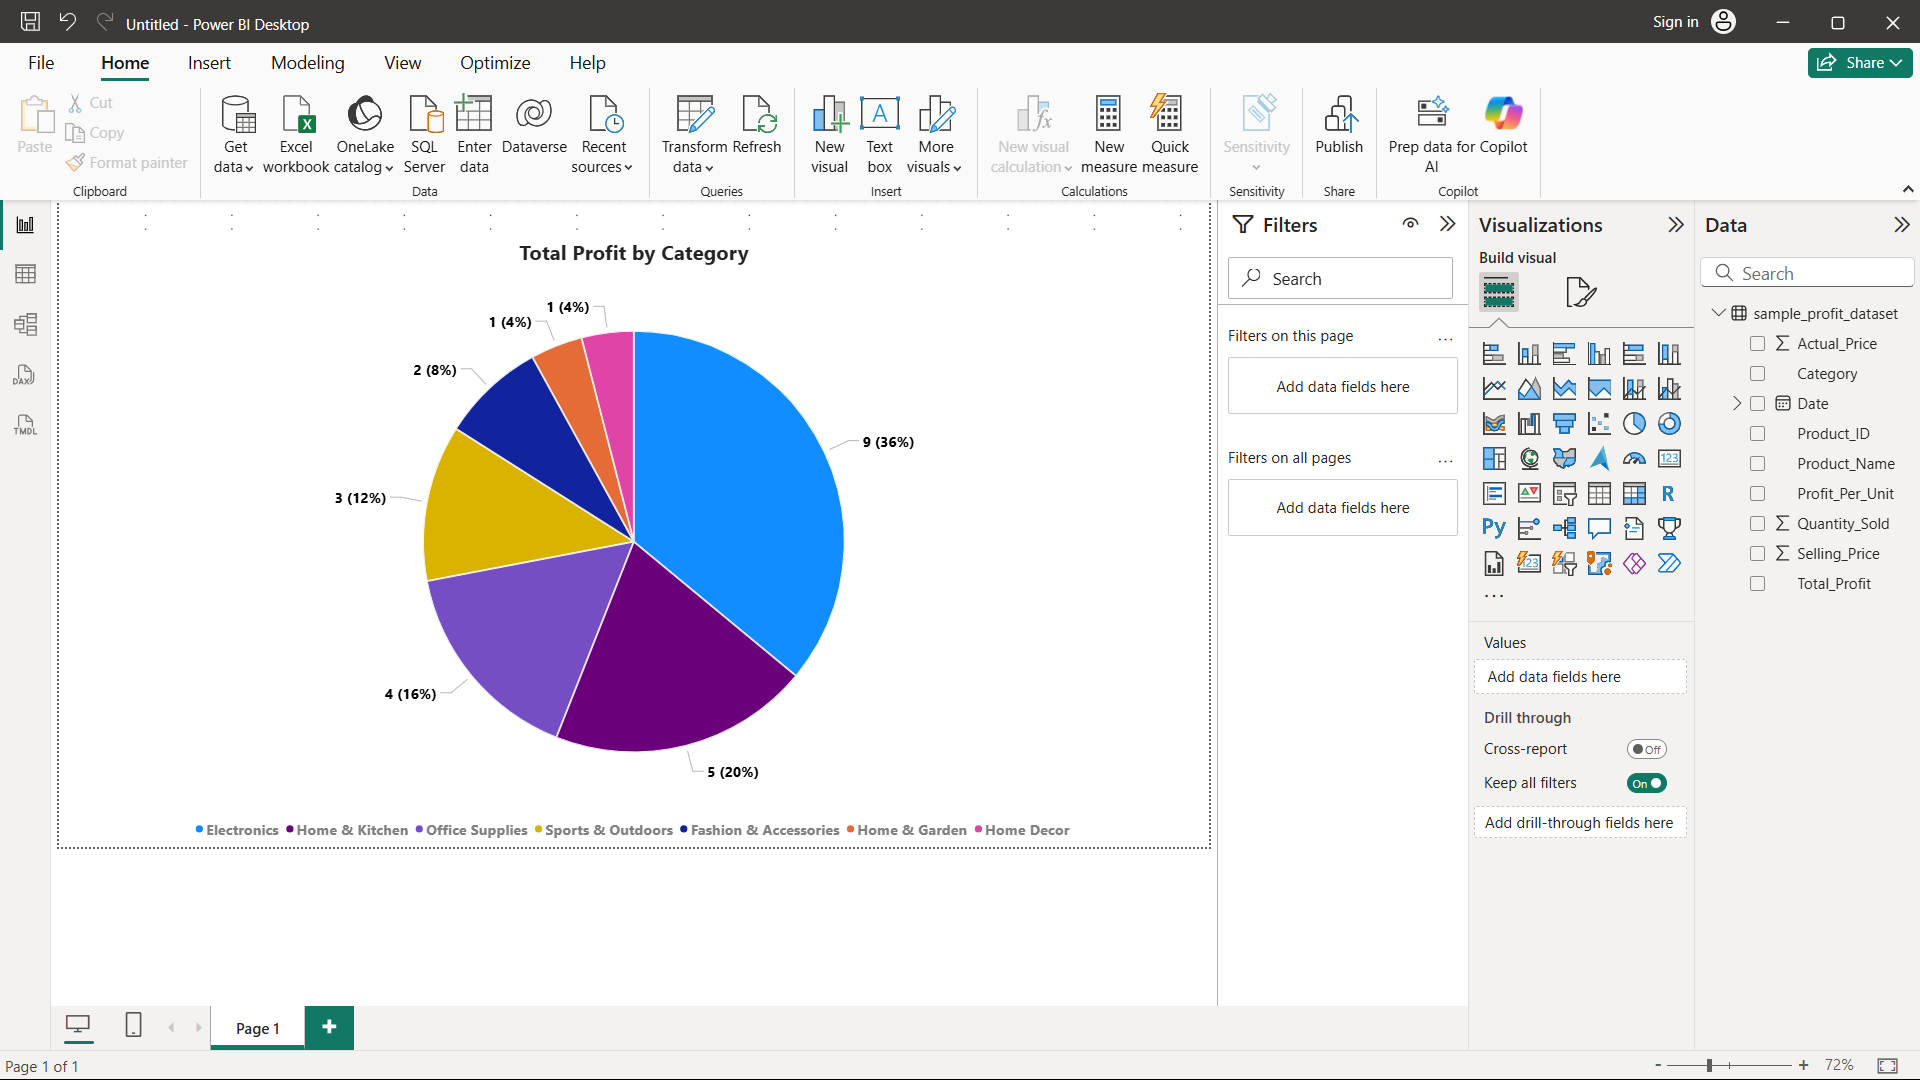 Untitled - Power BI Desktop
Sign in
File Home Insert Modeling View Optimize Help
Share
Paste
Cut
Copy
Format painter
Clipboard
Get data
Excel workbook
OneLake catalog
SQL Server
Enter data
Dataverse
Recent sources
Data
Transform data
Refresh
Queries
New visual
Text box
More visuals
Insert
New visual calculation
New measure
Quick measure
Calculations
Sensitivity
Sensitivity
Publish
Share
Prep data for AI
Copilot
Copilot
DAX
TMDL
Total Profit by Category
1 (4%)
1 (4%)
2 (8%)
9 (36%)
3 (12%)
4 (16%)
5 (20%)
Electronics Home & Kitchen Office Supplies Sports & Outdoors Fashion & Accessories Home & Garden Home Decor
Filters
Search
Filters on this page ...
Add data fields here
Filters on all pages ...
Add data fields here
Visualizations
Build visual
123
R
Py
123
...
Values
Add data fields here
Drill through
Cross-report Off
Keep all filters On
Add drill-through fields here
Data
Search
sample_profit_dataset
Actual_Price
Category
Date
Product_ID
Product_Name
Profit_Per_Unit
Quantity_Sold
Selling_Price
Total_Profit
Page 1
Page 1 of 1
- + 72%